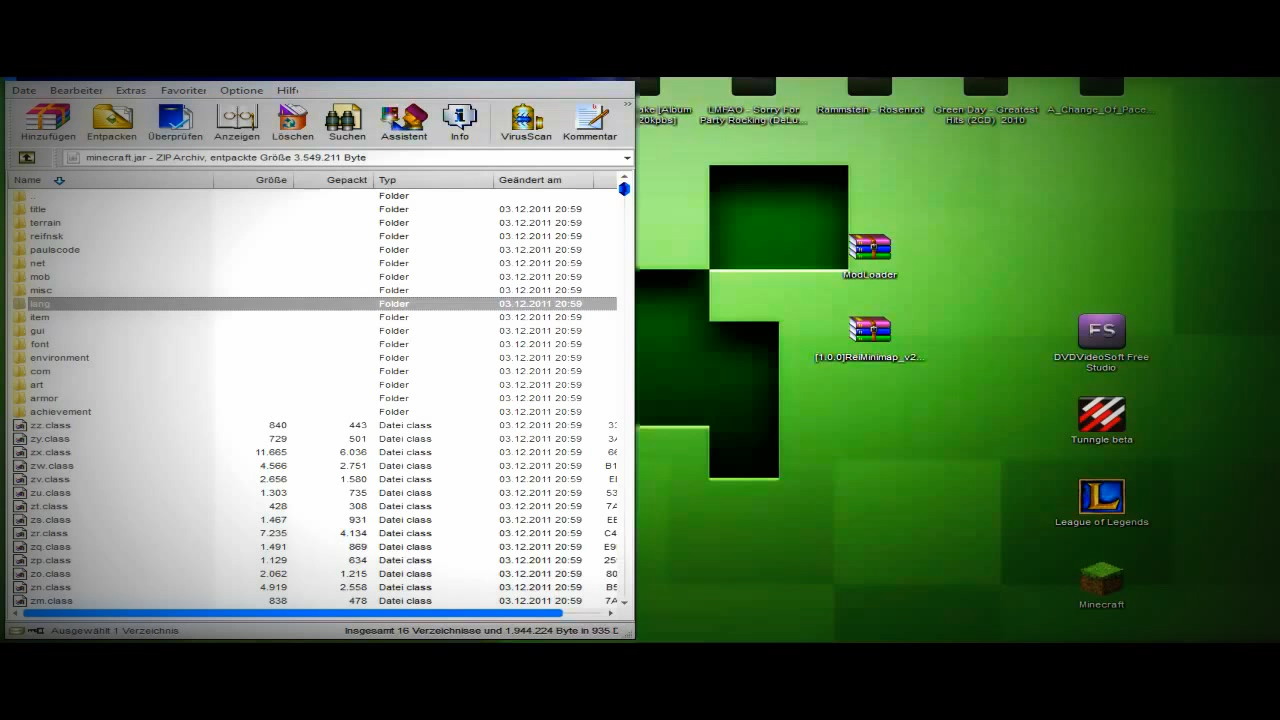 Date Bearbeiter Extras Favoriter Optione Hilf
Hinzufügen Entpacken Überprüfen Anzeigen Löschen Suchen Assistent Info VirusScan Kommentar
minecraft.jar - ZIP Archiv, entpackte Größe 3.549.211 Byte
Name Größe Gepackt Typ Geändert am
.. Folder
title Folder 03.12.2011 20:59
terrain Folder 03.12.2011 20:59
reifnsk Folder 03.12.2011 20:59
paulscode Folder 03.12.2011 20:59
net Folder 03.12.2011 20:59
mob Folder 03.12.2011 20:59
misc Folder 03.12.2011 20:59
lang Folder 03.12.2011 20:59
item Folder 03.12.2011 20:59
gui Folder 03.12.2011 20:59
font Folder 03.12.2011 20:59
environment Folder 03.12.2011 20:59
com Folder 03.12.2011 20:59
art Folder 03.12.2011 20:59
armor Folder 03.12.2011 20:59
achievement Folder 03.12.2011 20:59
zz.class 840 443 Datei class 03.12.2011 20:59
zy.class 729 501 Datei class 03.12.2011 20:59
zx.class 11.665 6.036 Datei class 03.12.2011 20:59
zw.class 4.566 2.751 Datei class 03.12.2011 20:59 B1
zv.class 2.656 1.580 Datei class 03.12.2011 20:59
zu.class 1.303 735 Datei class 03.12.2011 20:59 53
zt.class 428 308 Datei class 03.12.2011 20:59
zs.class 1.467 931 Datei class 03.12.2011 20:59
zr.class 7.235 4.134 Datei class 03.12.2011 20:59 C4
zq.class 1.491 869 Datei class 03.12.2011 20:59
zp.class 1.129 634 Datei class 03.12.2011 20:59 25
zo.class 2.062 1.215 Datei class 03.12.2011 20:59 80
zn.class 4.919 2.558 Datei class 03.12.2011 20:59
zm.class 838 478 Datei class 03.12.2011 20:59
Ausgewählt 1 Verzeichnis Insgesamt 16 Verzeichnisse und 1.944.224 Byte in 935 D
[Album
20kbps]
LMFAO - Sorry For
Party Rocking (DeLu...
Rammstein - Rosenrot
Green Day - Greatest
Hits (2CD) 2010
A_Change_Of_Pace...
ModLoader
[1.0.0]ReiMinimap_v2...
FS
DVDVideoSoft Free
Studio
Tunngle beta
L
League of Legends
Minecraft